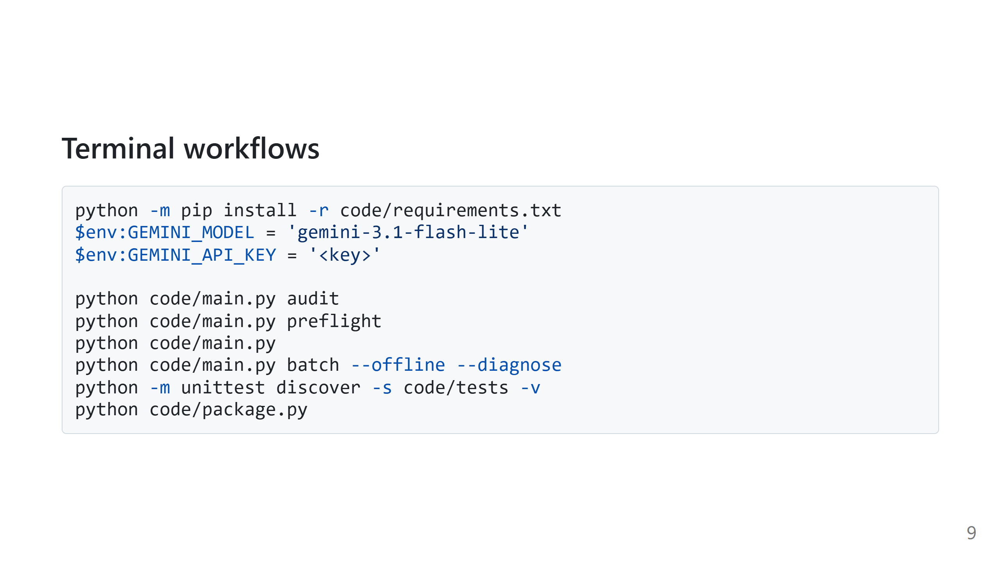 Terminal workflows
python -m pip install -r code/requirements.txt
$env:GEMINI_MODEL = 'gemini-3.1-flash-lite'
$env:GEMINI_API_KEY = '<key>'
python code/main.py audit
python code/main.py preflight
python code/main.py
python code/main.py batch --offline --diagnose
python -m unittest discover -s code/tests -v
python code/package.py
9